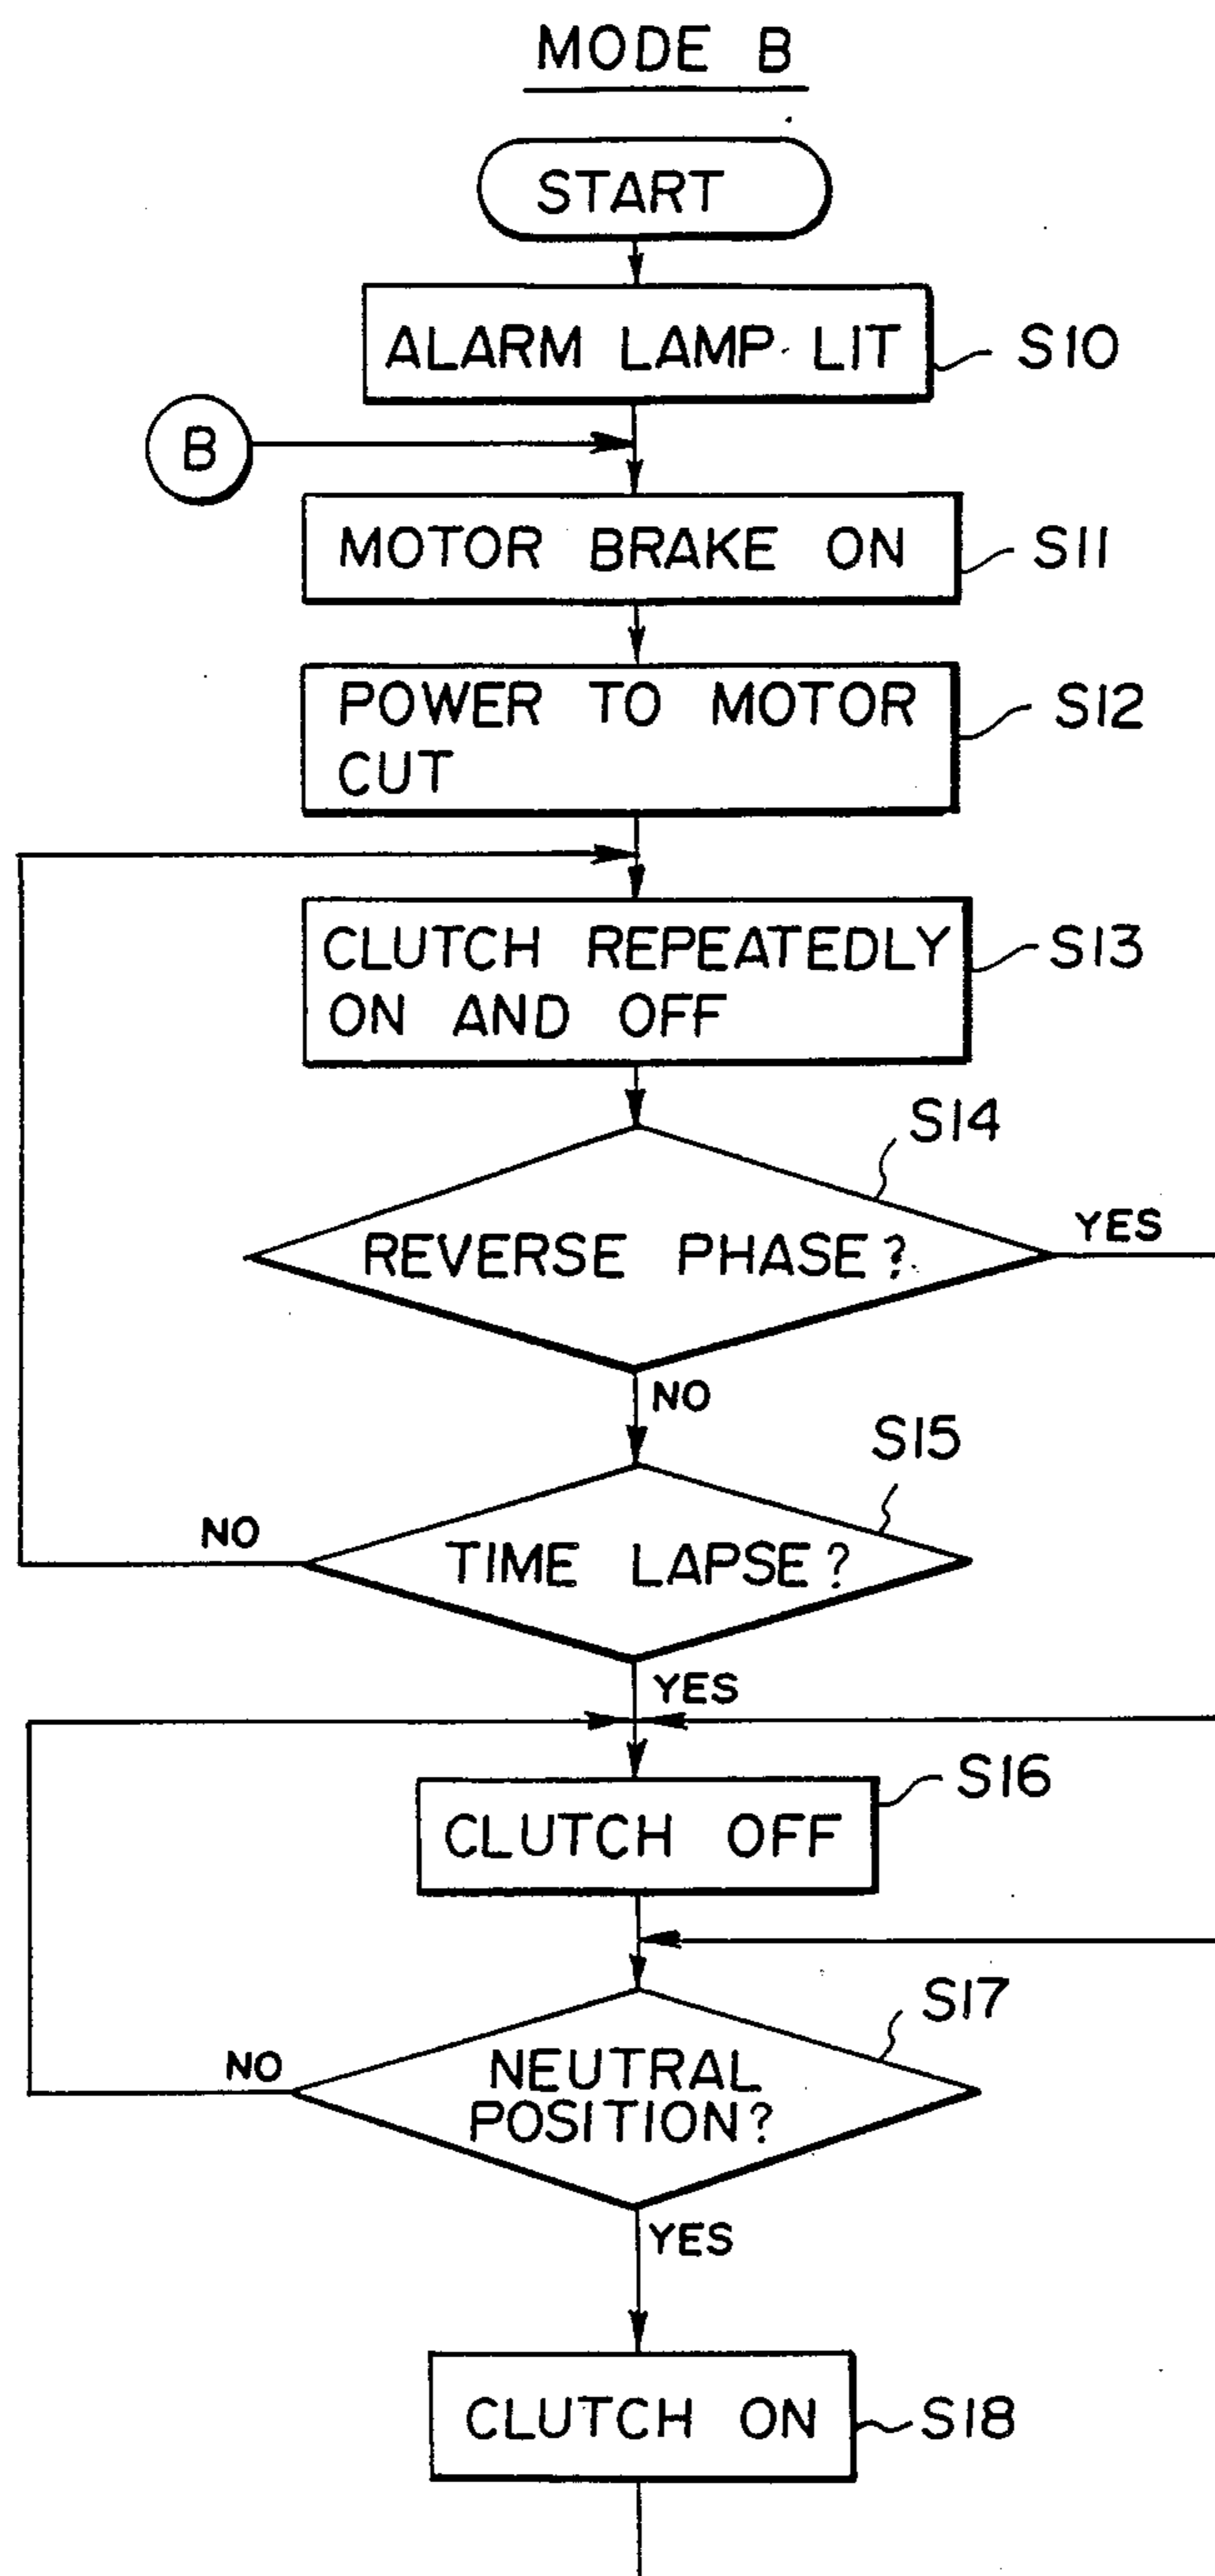 MODE B
START
ALARM LAMP LIT
S10
B
MOTOR BRAKE ON
S11
POWER TO MOTOR
CUT
S12
CLUTCH REPEATEDLY
ON AND OFF
S13
S14
REVERSE PHASE?
YES
NO
S15
TIME LAPSE?
NO
YES
CLUTCH OFF
S16
S17
NEUTRAL
POSITION?
NO
YES
CLUTCH ON
S18